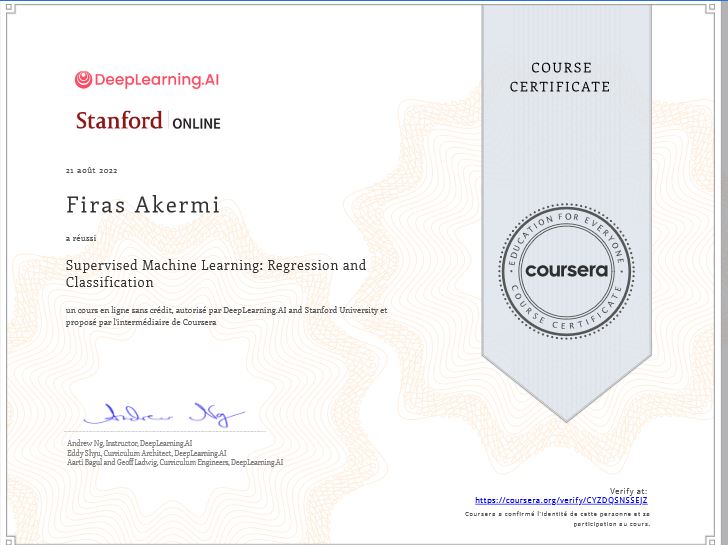 COURSE
CERTIFICATE
DeepLearning.AI
Stanford ONLINE
21 août 2022
Firas Akermi
a réussi
Supervised Machine Learning: Regression and
Classification
un cours en ligne sans crédit, autorisé par DeepLearning.AI and Stanford University et
proposé par l'intermédiaire de Coursera
EDUCATION FOR EVERYONE
coursera
COURSE CERTIFICATE
Andrew Ng
Andrew Ng, Instructor, DeepLearning.AI
Eddy Shyu, Curriculum Architect, DeepLearning.AI
Aarti Bagul and Geoff Ladwig, Curriculum Engineers, DeepLearning.AI
Verify at:
https://coursera.org/verify/CYZDQSNSSEJZ
Coursera a confirmé l'identité de cette personne et sa
participation au cours.